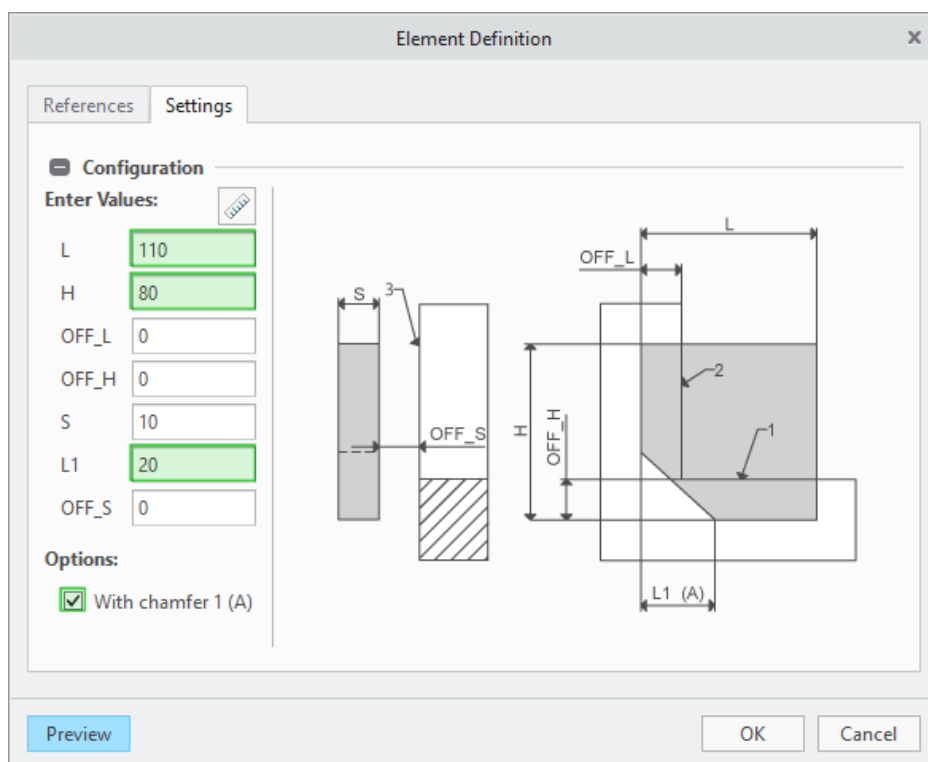 Element Definition
References Settings
Configuration
Enter Values:
L 110
H 80
OFF_L 0
OFF_H 0
S 10
L1 20
OFF_S 0
Options:
With chamfer 1 (A)
L
OFF_L
S 3
2
H OFF_H
OFF_S
1
L1 (A)
Preview OK Cancel